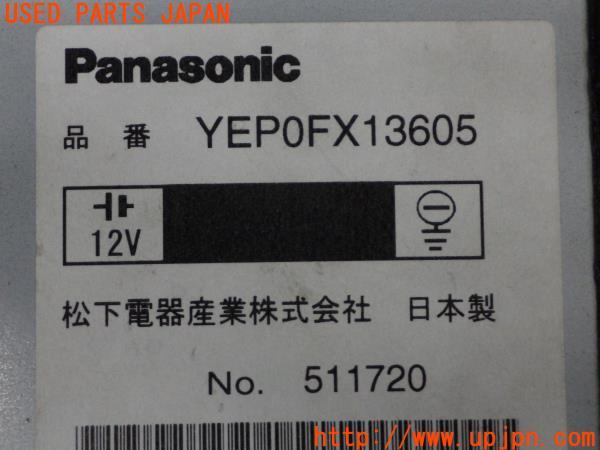 USED PARTS JAPAN
Panasonic
品 番 YEP0FX13605
12V
松下電器産業株式会社 日本製
No. 511720
http://www.upjpn.com